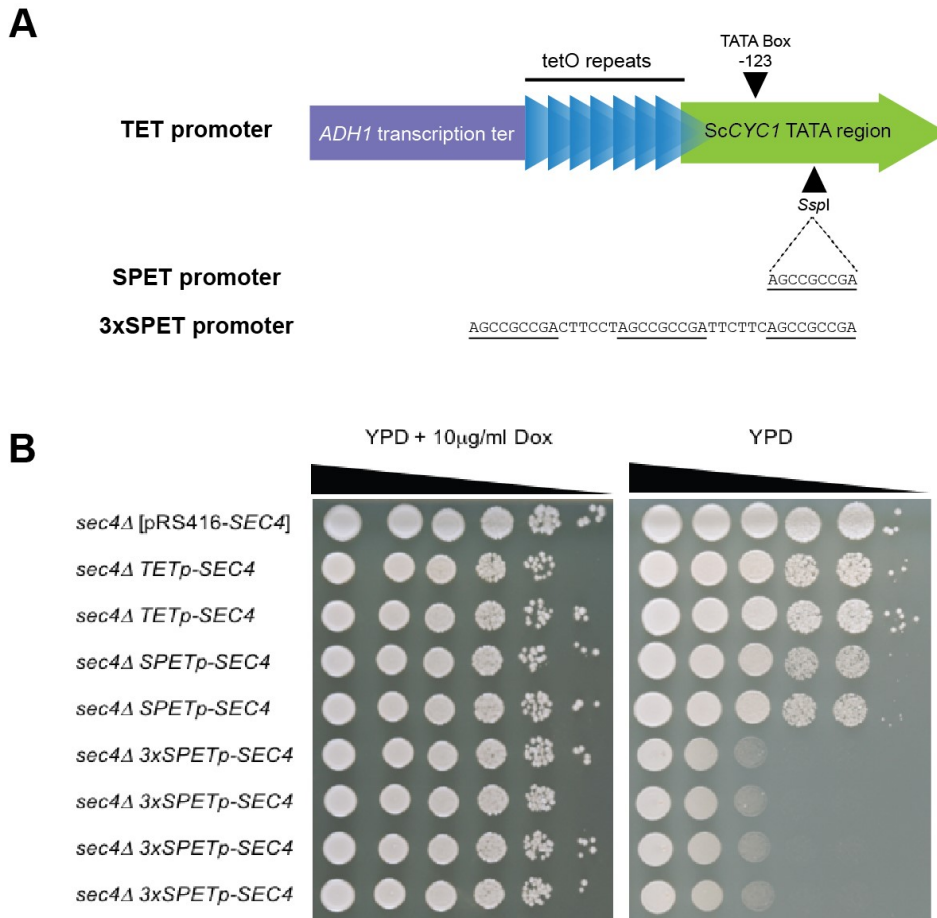 A
TATA Box
-123
tetO repeats
TET promoter
ADH1 transcription ter
ScCYC1 TATA region
SspI
SPET promoter
AGCCGCCGA
3xSPET promoter
AGCCGCCGACTTCCTAGCCGCCGATTCTTCAGCCGCCGA
B
YPD + 10μg/ml Dox
YPD
sec4Δ [pRS416-SEC4]
sec4Δ TETp-SEC4
sec4Δ TETp-SEC4
sec4Δ SPETp-SEC4
sec4Δ SPETp-SEC4
sec4Δ 3xSPETp-SEC4
sec4Δ 3xSPETp-SEC4
sec4Δ 3xSPETp-SEC4
sec4Δ 3xSPETp-SEC4